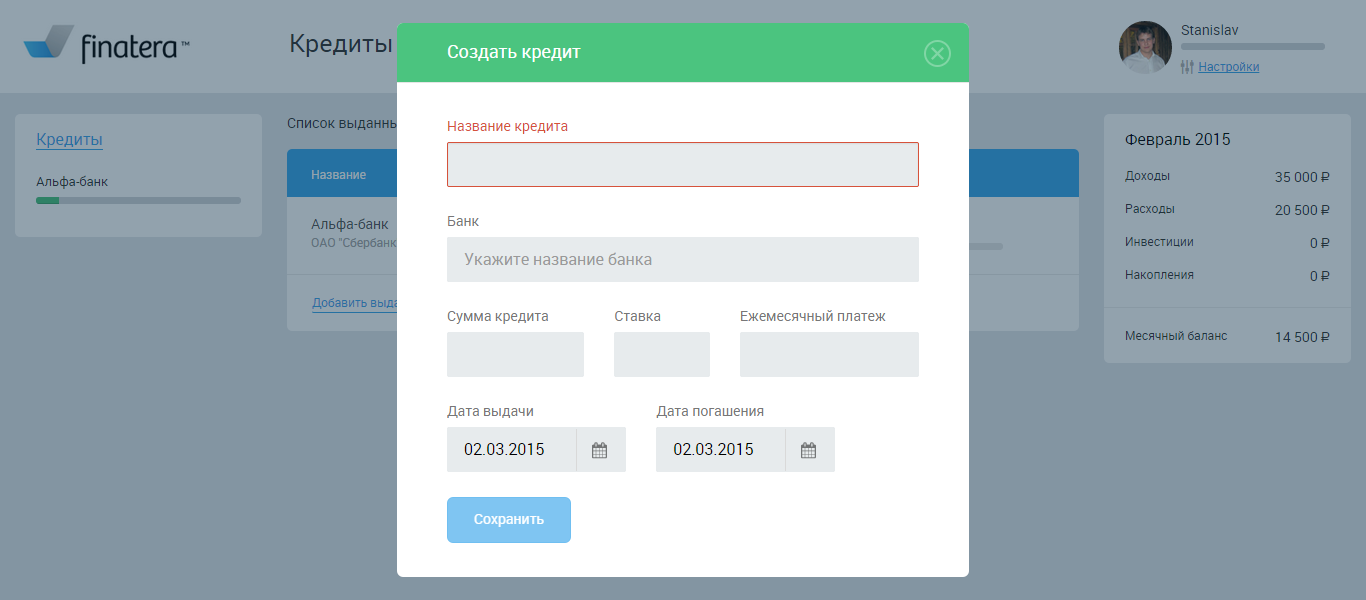 finatera™
Кредиты
Stanislav
Настройки
Создать кредит
Название кредита
Банк
Укажите название банка
Сумма кредита
Ставка
Ежемесячный платеж
Дата выдачи
Дата погашения
02.03.2015
02.03.2015
Сохранить
Кредиты
Альфа-банк
Список выданны
Название
Альфа-банк
ОАО "Сбербанк
Добавить выда
Февраль 2015
Доходы 35 000 ₽
Расходы 20 500 ₽
Инвестиции 0 ₽
Накопления 0 ₽
Месячный баланс 14 500 ₽